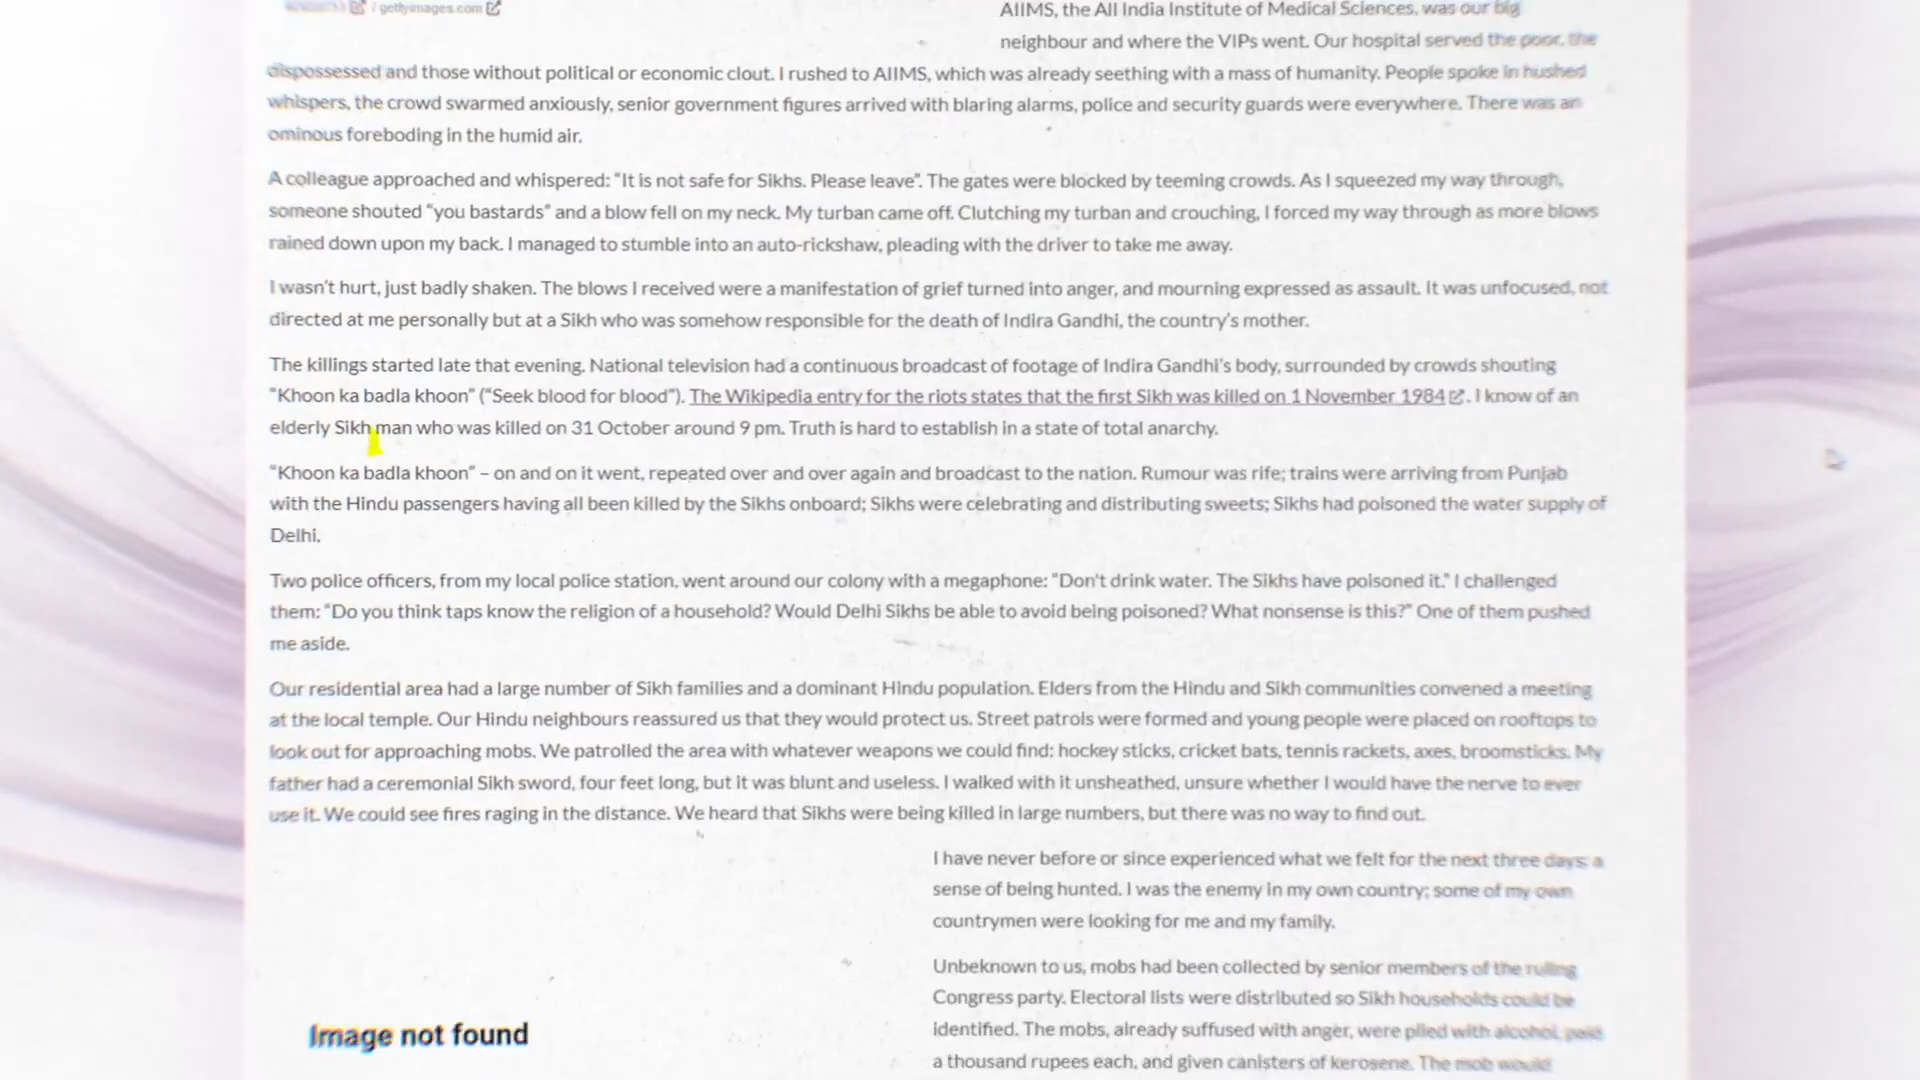 / gettyimages.com
AIIMS, the All India Institute of Medical Sciences, was our big
neighbour and where the VIPs went. Our hospital served the poor, the
dispossessed and those without political or economic clout. I rushed to AIIMS, which was already seething with a mass of humanity. People spoke in hushed
whispers, the crowd swarmed anxiously, senior government figures arrived with blaring alarms, police and security guards were everywhere. There was an
ominous foreboding in the humid air.
A colleague approached and whispered: “It is not safe for Sikhs. Please leave”. The gates were blocked by teeming crowds. As I squeezed my way through,
someone shouted “you bastards” and a blow fell on my neck. My turban came off. Clutching my turban and crouching, I forced my way through as more blows
rained down upon my back. I managed to stumble into an auto-rickshaw, pleading with the driver to take me away.
I wasn’t hurt, just badly shaken. The blows I received were a manifestation of grief turned into anger, and mourning expressed as assault. It was unfocused, not
directed at me personally but at a Sikh who was somehow responsible for the death of Indira Gandhi, the country’s mother.
The killings started late that evening. National television had a continuous broadcast of footage of Indira Gandhi’s body, surrounded by crowds shouting
“Khoon ka badla khoon” (“Seek blood for blood”). The Wikipedia entry for the riots states that the first Sikh was killed on 1 November 1984. I know of an
elderly Sikh man who was killed on 31 October around 9 pm. Truth is hard to establish in a state of total anarchy.
“Khoon ka badla khoon” – on and on it went, repeated over and over again and broadcast to the nation. Rumour was rife; trains were arriving from Punjab
with the Hindu passengers having all been killed by the Sikhs onboard; Sikhs were celebrating and distributing sweets; Sikhs had poisoned the water supply of
Delhi.
Two police officers, from my local police station, went around our colony with a megaphone: “Don’t drink water. The Sikhs have poisoned it.” I challenged
them: “Do you think taps know the religion of a household? Would Delhi Sikhs be able to avoid being poisoned? What nonsense is this?” One of them pushed
me aside.
Our residential area had a large number of Sikh families and a dominant Hindu population. Elders from the Hindu and Sikh communities convened a meeting
at the local temple. Our Hindu neighbours reassured us that they would protect us. Street patrols were formed and young people were placed on rooftops to
look out for approaching mobs. We patrolled the area with whatever weapons we could find: hockey sticks, cricket bats, tennis rackets, axes, broomsticks. My
father had a ceremonial Sikh sword, four feet long, but it was blunt and useless. I walked with it unsheathed, unsure whether I would have the nerve to ever
use it. We could see fires raging in the distance. We heard that Sikhs were being killed in large numbers, but there was no way to find out.
I have never before or since experienced what we felt for the next three days: a
sense of being hunted. I was the enemy in my own country; some of my own
countrymen were looking for me and my family.
Unbeknown to us, mobs had been collected by senior members of the ruling
Congress party. Electoral lists were distributed so Sikh households could be
identified. The mobs, already suffused with anger, were plied with alcohol, paid
a thousand rupees each, and given canisters of kerosene. The mob would
Image not found